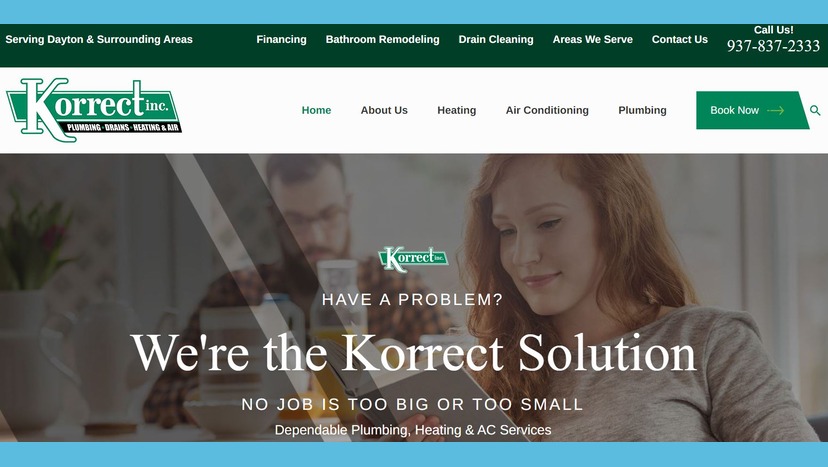 Serving Dayton & Surrounding Areas
Financing
Bathroom Remodeling
Drain Cleaning
Areas We Serve
Contact Us
Call Us!
937-837-2333
Korrect inc.
PLUMBING · DRAINS · HEATING & AIR
Home
About Us
Heating
Air Conditioning
Plumbing
Book Now
Korrect inc.
HAVE A PROBLEM?
We're the Korrect Solution
NO JOB IS TOO BIG OR TOO SMALL
Dependable Plumbing, Heating & AC Services